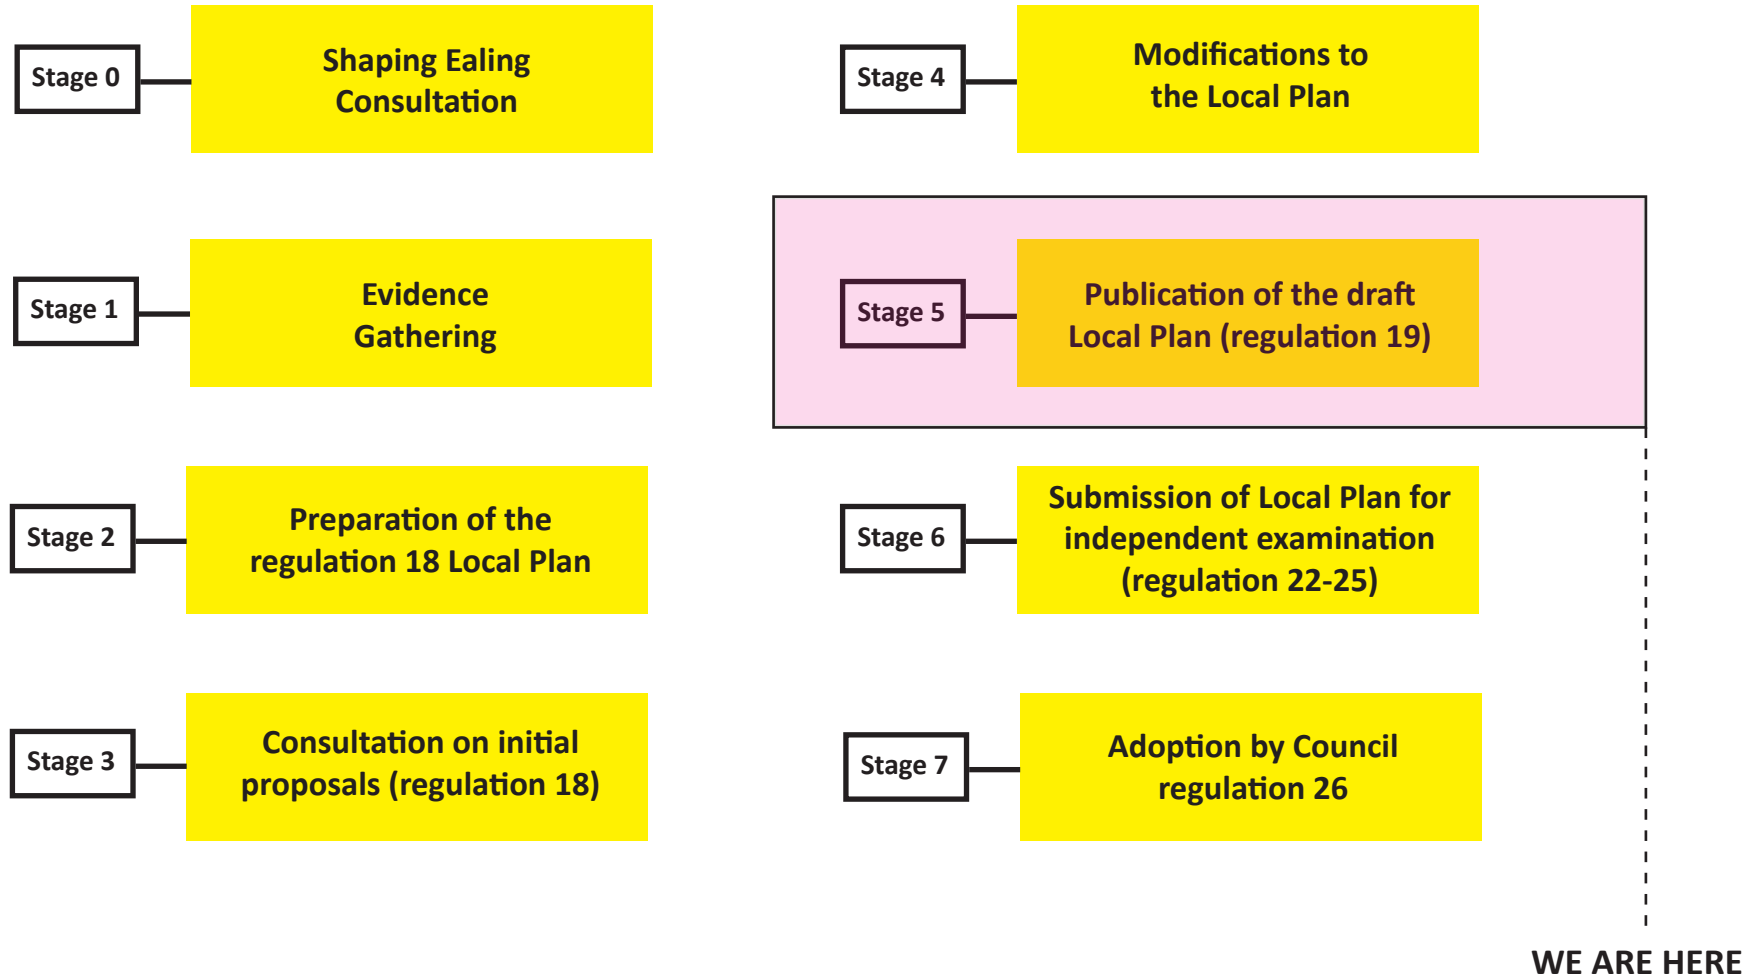 Stage 0
Shaping Ealing
Consultation
Stage 1
Evidence
Gathering
Stage 2
Preparation of the
regulation 18 Local Plan
Stage 3
Consultation on initial
proposals (regulation 18)
Stage 4
Modifications to
the Local Plan
Stage 5
Publication of the draft
Local Plan (regulation 19)
Stage 6
Submission of Local Plan for
independent examination
(regulation 22-25)
Stage 7
Adoption by Council
regulation 26
WE ARE HERE